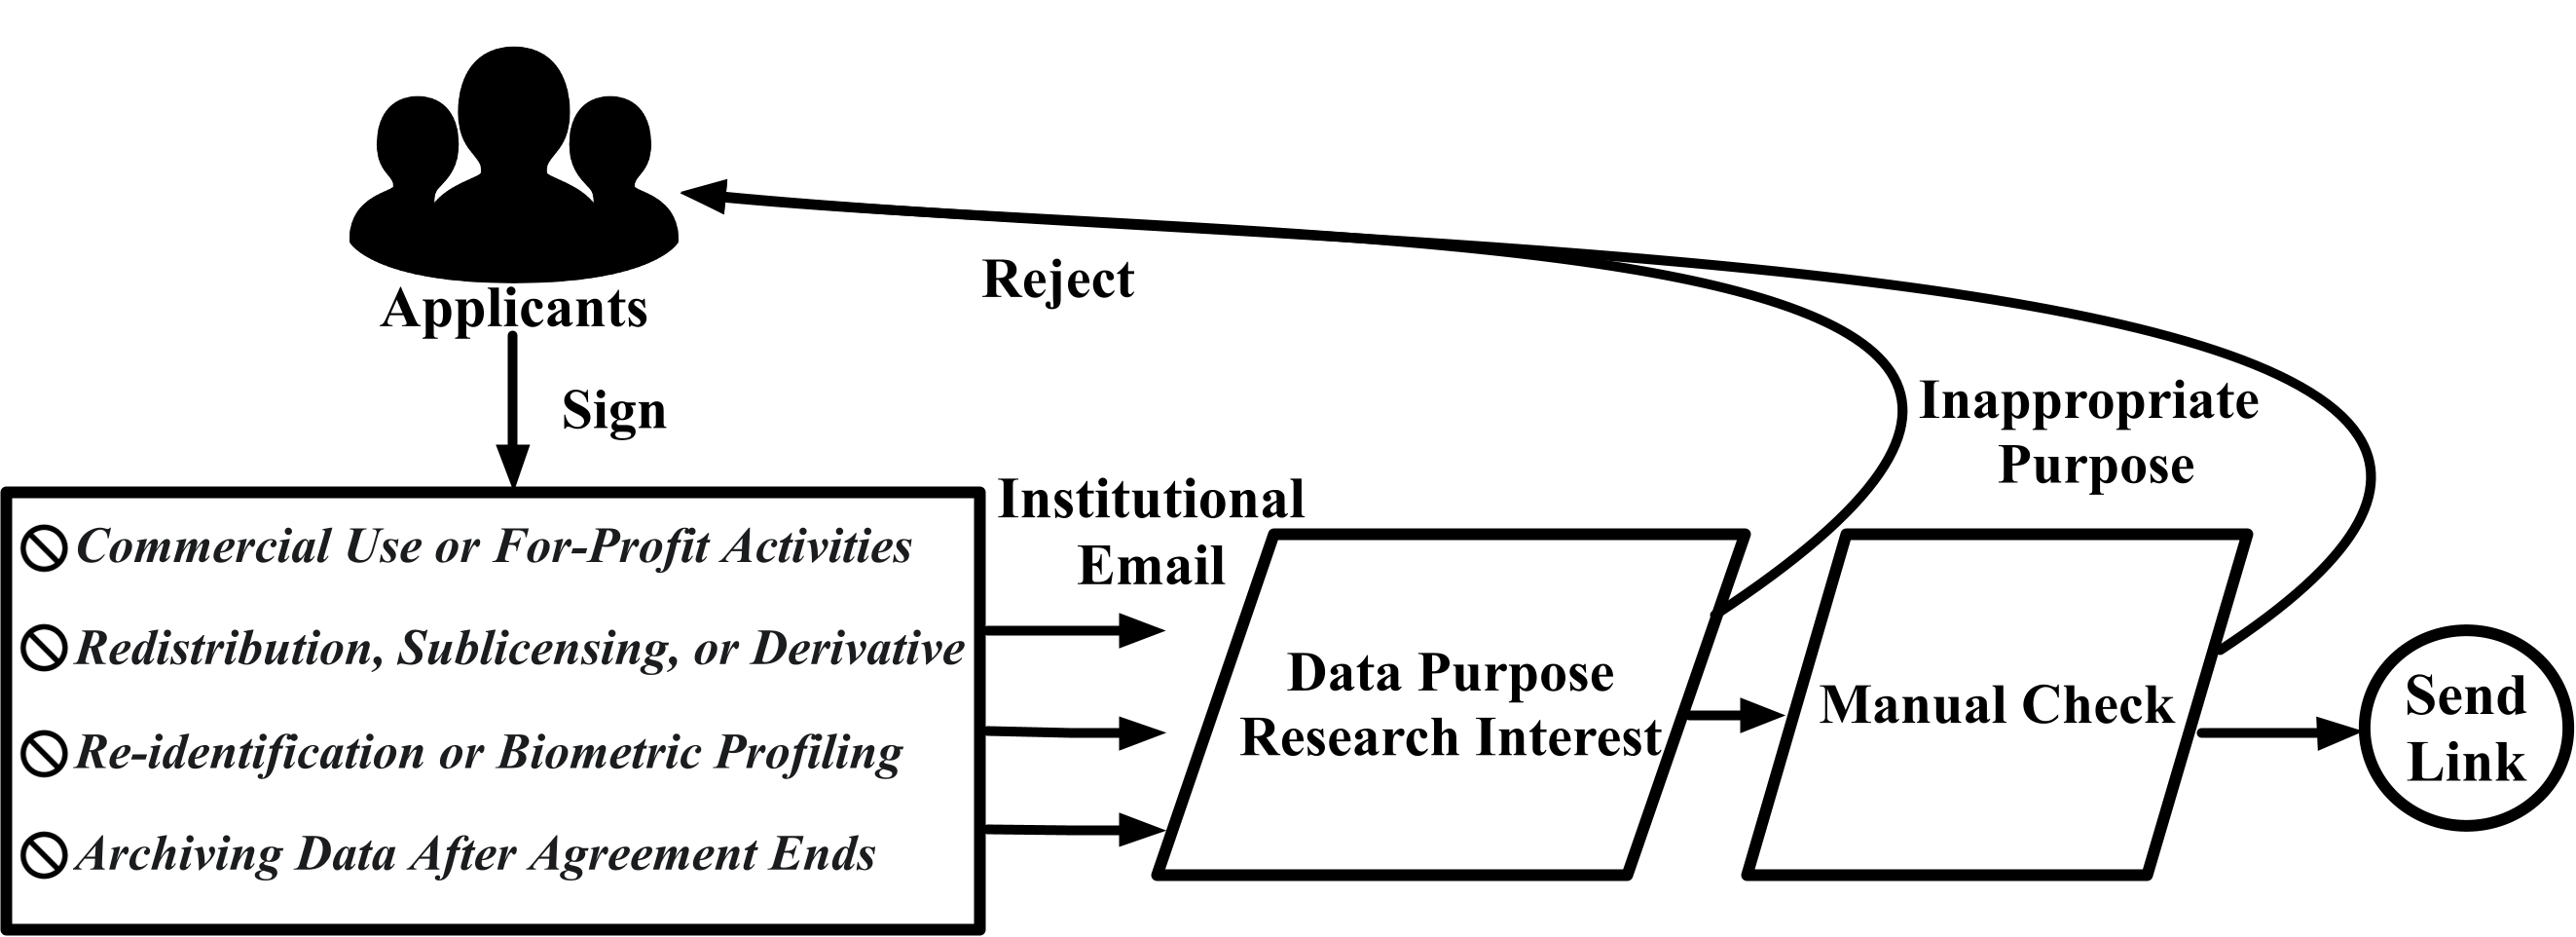 Applicants
Reject
Sign
Inappropriate
Purpose
Institutional
Email
Commercial Use or For-Profit Activities
Redistribution, Sublicensing, or Derivative
Re-identification or Biometric Profiling
Archiving Data After Agreement Ends
Data Purpose
Research Interest
Manual Check
Send
Link